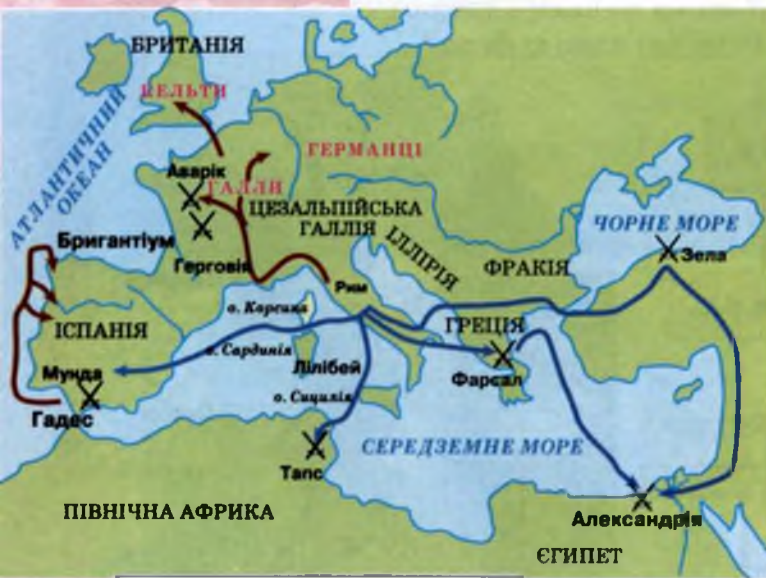 БРИТАНІЯ
КЕЛЬТИ
АТЛАНТИЧНИЙ
ОКЕАН
ГЕРМАНЦІ
Аварік
ГАЛЛИ
ЦЕЗАЛЬПІЙСЬКА
ГАЛЛІЯ
ЧОРНЕ МОРЕ
Бригантіум
Герговія
ІЛЛІРІЯ
ФРАКІЯ
Зела
Рим
о. Корсика
ІСПАНІЯ
ГРЕЦІЯ
о. Сардинія
Лілібей
Мунда
Фарсал
о. Сицилія
Гадес
СЕРЕДЗЕМНЕ МОРЕ
Тапс
ПІВНІЧНА АФРИКА
Александрія
ЄГИПЕТ